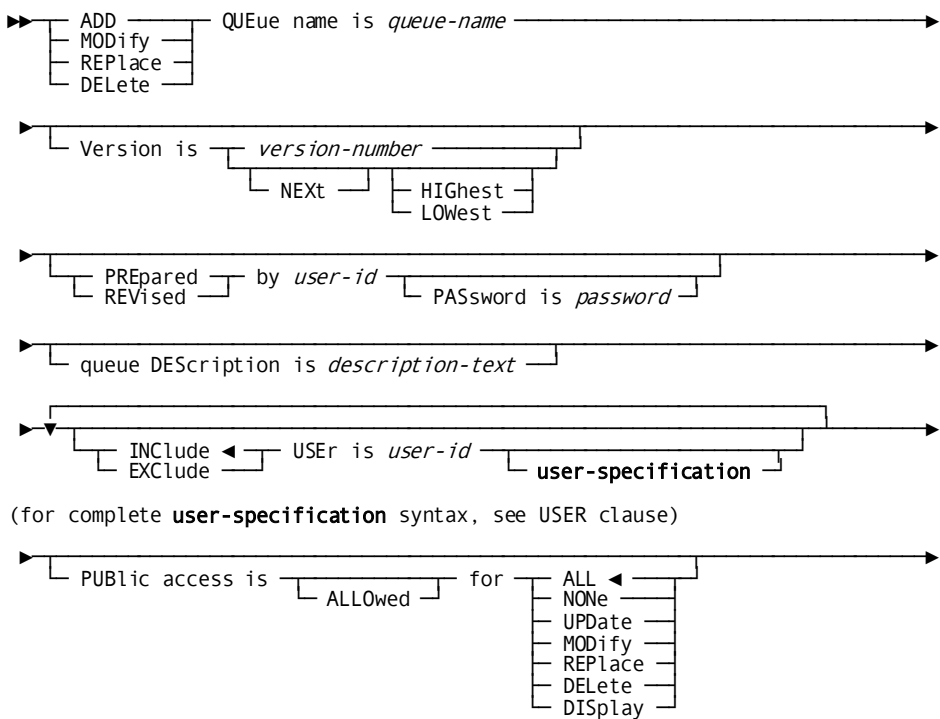 ADD QUEue name is queue-name
MODify
REPlace
DELete
Version is version-number
NEXt HIGhest
LOWest
PREpared by user-id PASsword is password
REVised
queue DEScription is description-text
INClude USEr is user-id user-specification
EXClude
(for complete user-specification syntax, see USER clause)
PUBlic access is ALLOwed for ALL
NONe
UPDate
MODify
REPlace
DELete
DISplay